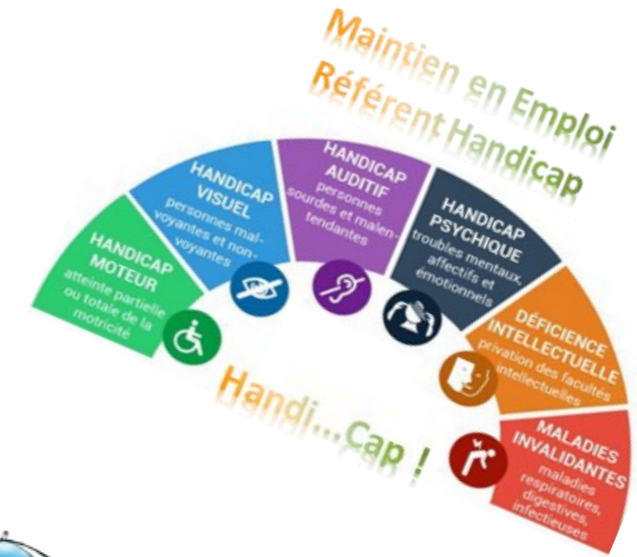 Maintien en Emploi
Référent Handicap
HANDICAP
MOTEUR
atteinte partielle
ou totale de la
motricité
HANDICAP
VISUEL
personnes mal-
voyantes et non-
voyantes
HANDICAP
AUDITIF
personnes
sourdes et malen-
tendantes
HANDICAP
PSYCHIQUE
troubles mentaux,
affectifs et
émotionnels
DÉFICIENCE
INTELLECTUELLE
privation des facultés
intellectuelles
MALADIES
INVALIDANTES
maladies
respiratoires,
digestives,
infectieuses
Handi...Cap !